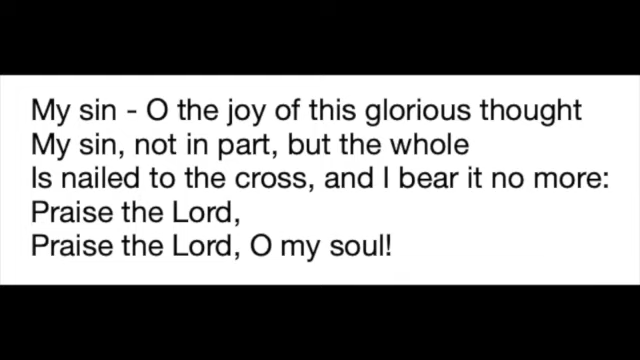 My sin - O the joy of this glorious thought
My sin, not in part, but the whole
Is nailed to the cross, and I bear it no more:
Praise the Lord,
Praise the Lord, O my soul!